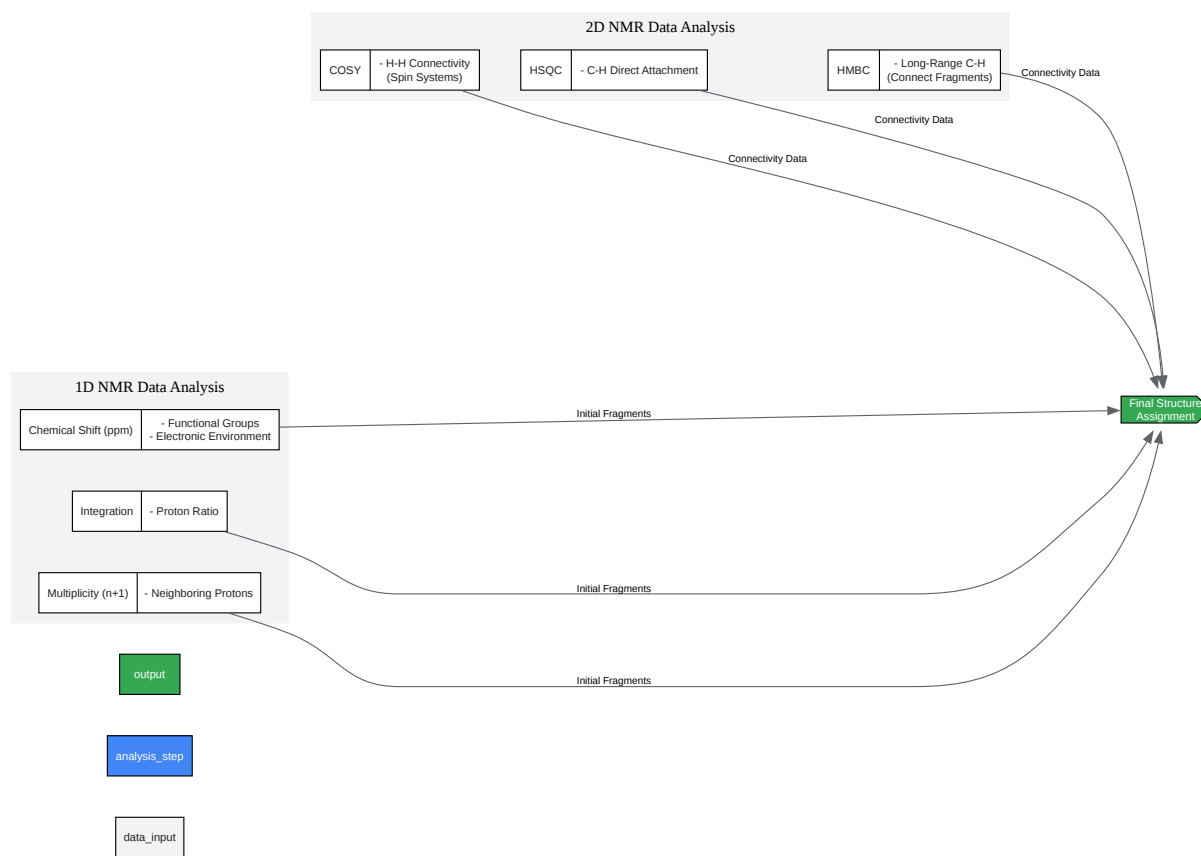 2D NMR Data Analysis
COSY
- H-H Connectivity
(Spin Systems)
HSQC
- C-H Direct Attachment
HMBC
- Long-Range C-H
(Connect Fragments)
Connectivity Data
Connectivity Data
Connectivity Data
1D NMR Data Analysis
Chemical Shift (ppm)
- Functional Groups
- Electronic Environment
Initial Fragments
Final Structure
Assignment
Integration
- Proton Ratio
Initial Fragments
Multiplicity (n+1)
- Neighboring Protons
Initial Fragments
output
analysis_step
data_input